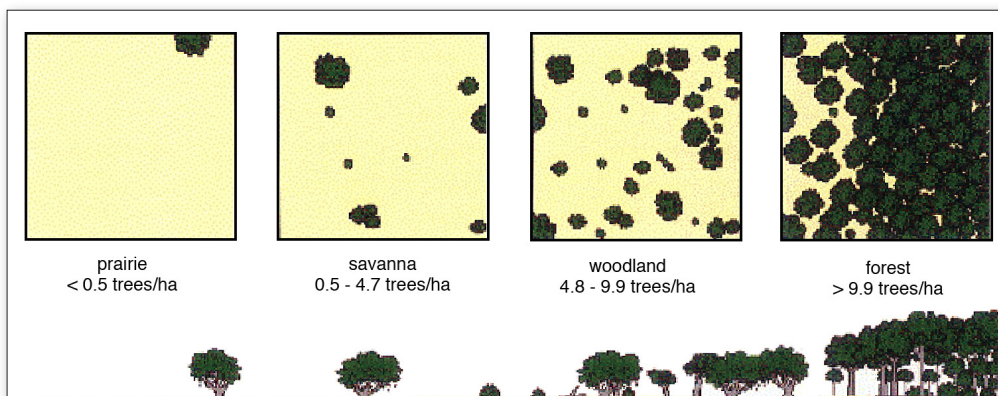 prairie
< 0.5 trees/ha
savanna
0.5 - 4.7 trees/ha
woodland
4.8 - 9.9 trees/ha
forest
> 9.9 trees/ha